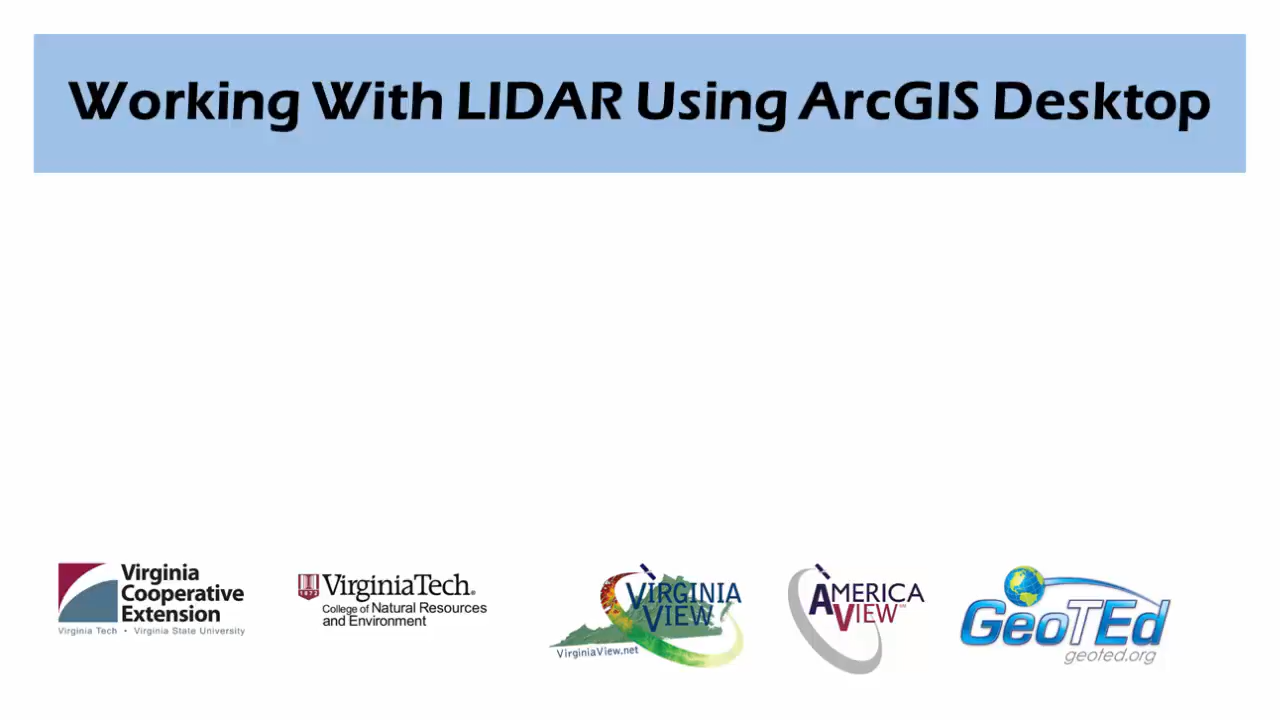 Working With LIDAR Using ArcGIS Desktop
Virginia
Cooperative
Extension
Virginia Tech • Virginia State University
1872
VirginiaTech®
College of Natural Resources
and Environment
VIRGINIA
VIEW
VirginiaView.net
AMERICA
VIEW
GeoTEd
geoted.org